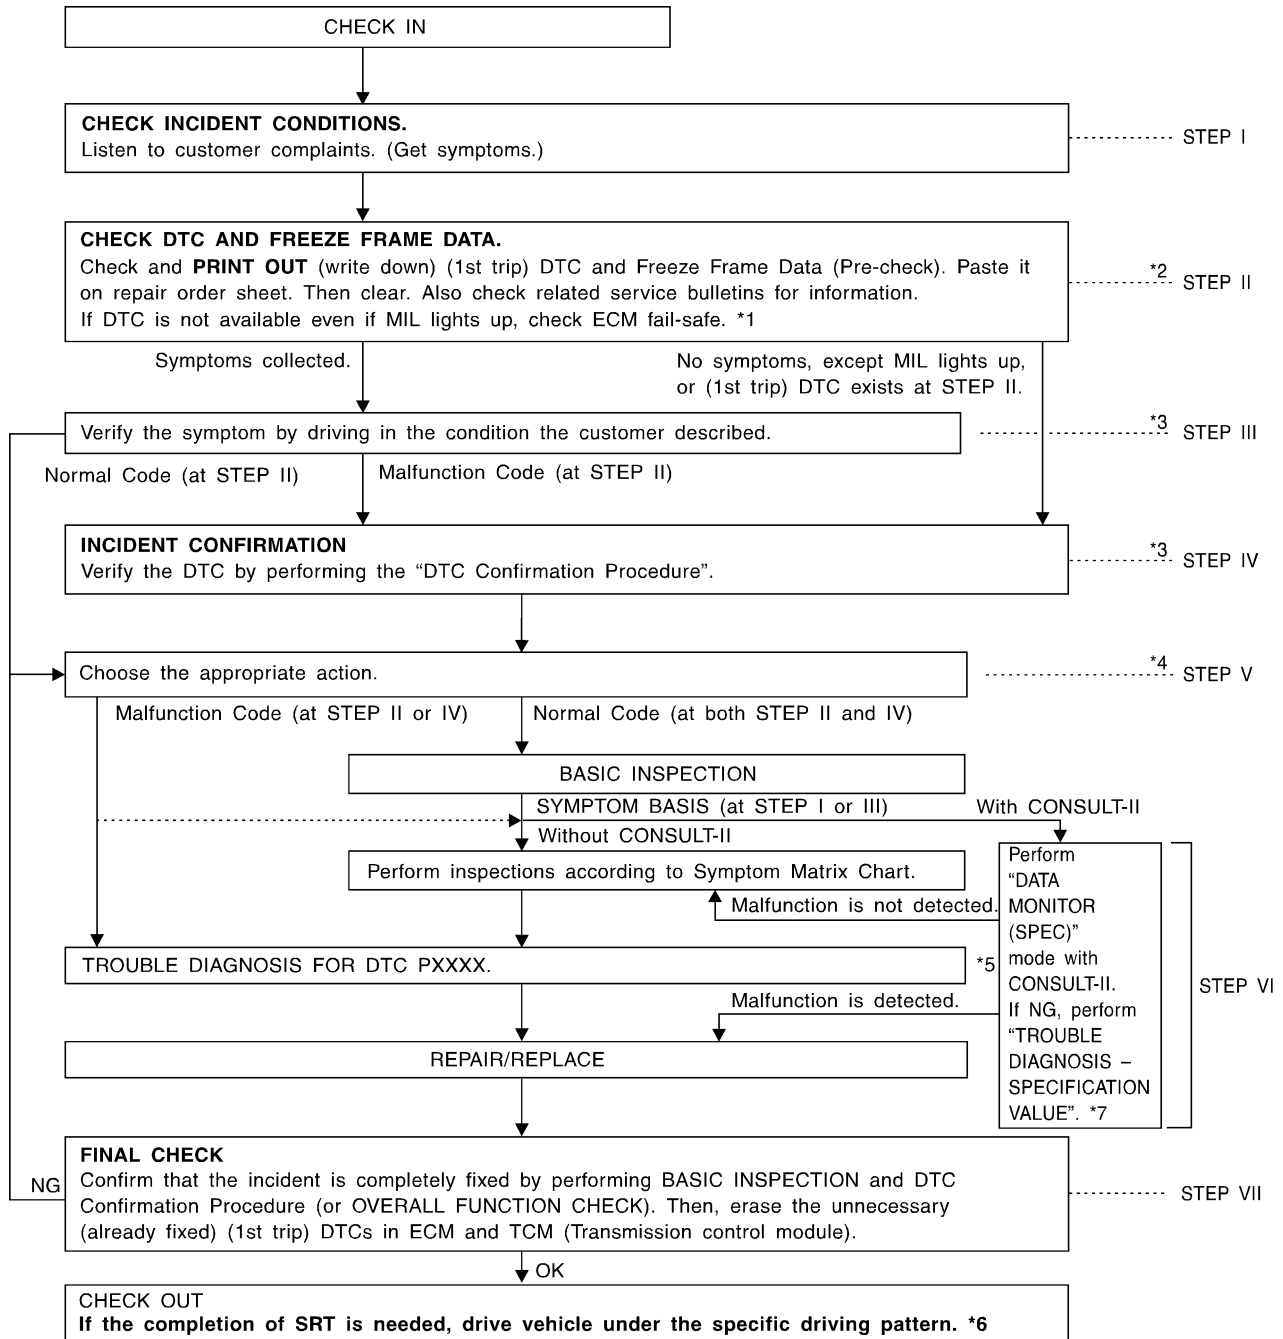 CHECK IN
CHECK INCIDENT CONDITIONS.
Listen to customer complaints. (Get symptoms.)
STEP I
CHECK DTC AND FREEZE FRAME DATA.
Check and PRINT OUT (write down) (1st trip) DTC and Freeze Frame Data (Pre-check). Paste it
on repair order sheet. Then clear. Also check related service bulletins for information.
If DTC is not available even if MIL lights up, check ECM fail-safe. *1
*2
STEP II
Symptoms collected.
No symptoms, except MIL lights up,
or (1st trip) DTC exists at STEP II.
Verify the symptom by driving in the condition the customer described.
*3
STEP III
Normal Code (at STEP II)
Malfunction Code (at STEP II)
INCIDENT CONFIRMATION
Verify the DTC by performing the “DTC Confirmation Procedure”.
*3
STEP IV
Choose the appropriate action.
*4
STEP V
Malfunction Code (at STEP II or IV)
Normal Code (at both STEP II and IV)
BASIC INSPECTION
SYMPTOM BASIS (at STEP I or III)
With CONSULT-II
Without CONSULT-II
Perform inspections according to Symptom Matrix Chart.
Malfunction is not detected.
TROUBLE DIAGNOSIS FOR DTC PXXXX.
*5
Malfunction is detected.
Perform
“DATA
MONITOR
(SPEC)”
mode with
CONSULT-II.
If NG, perform
“TROUBLE
DIAGNOSIS –
SPECIFICATION
VALUE”. *7
STEP VI
REPAIR/REPLACE
FINAL CHECK
Confirm that the incident is completely fixed by performing BASIC INSPECTION and DTC
Confirmation Procedure (or OVERALL FUNCTION CHECK). Then, erase the unnecessary
(already fixed) (1st trip) DTCs in ECM and TCM (Transmission control module).
NG
STEP VII
OK
CHECK OUT
If the completion of SRT is needed, drive vehicle under the specific driving pattern. *6